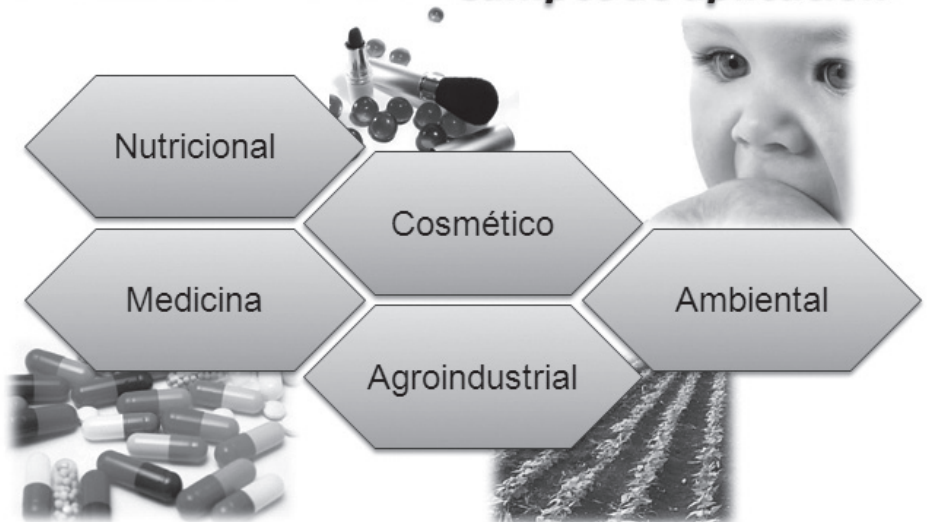 Nutricional
Cosmético
Medicina
Ambiental
Agroindustrial